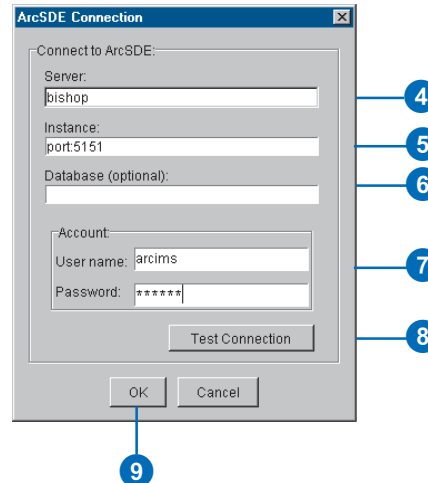 ArcSDE Connection
Connect to ArcSDE:
Server:
bishop
4
Instance:
port:5151
5
Database (optional):
6
Account:
User name: arcims
7
Password: ******
Test Connection
8
OK Cancel
9